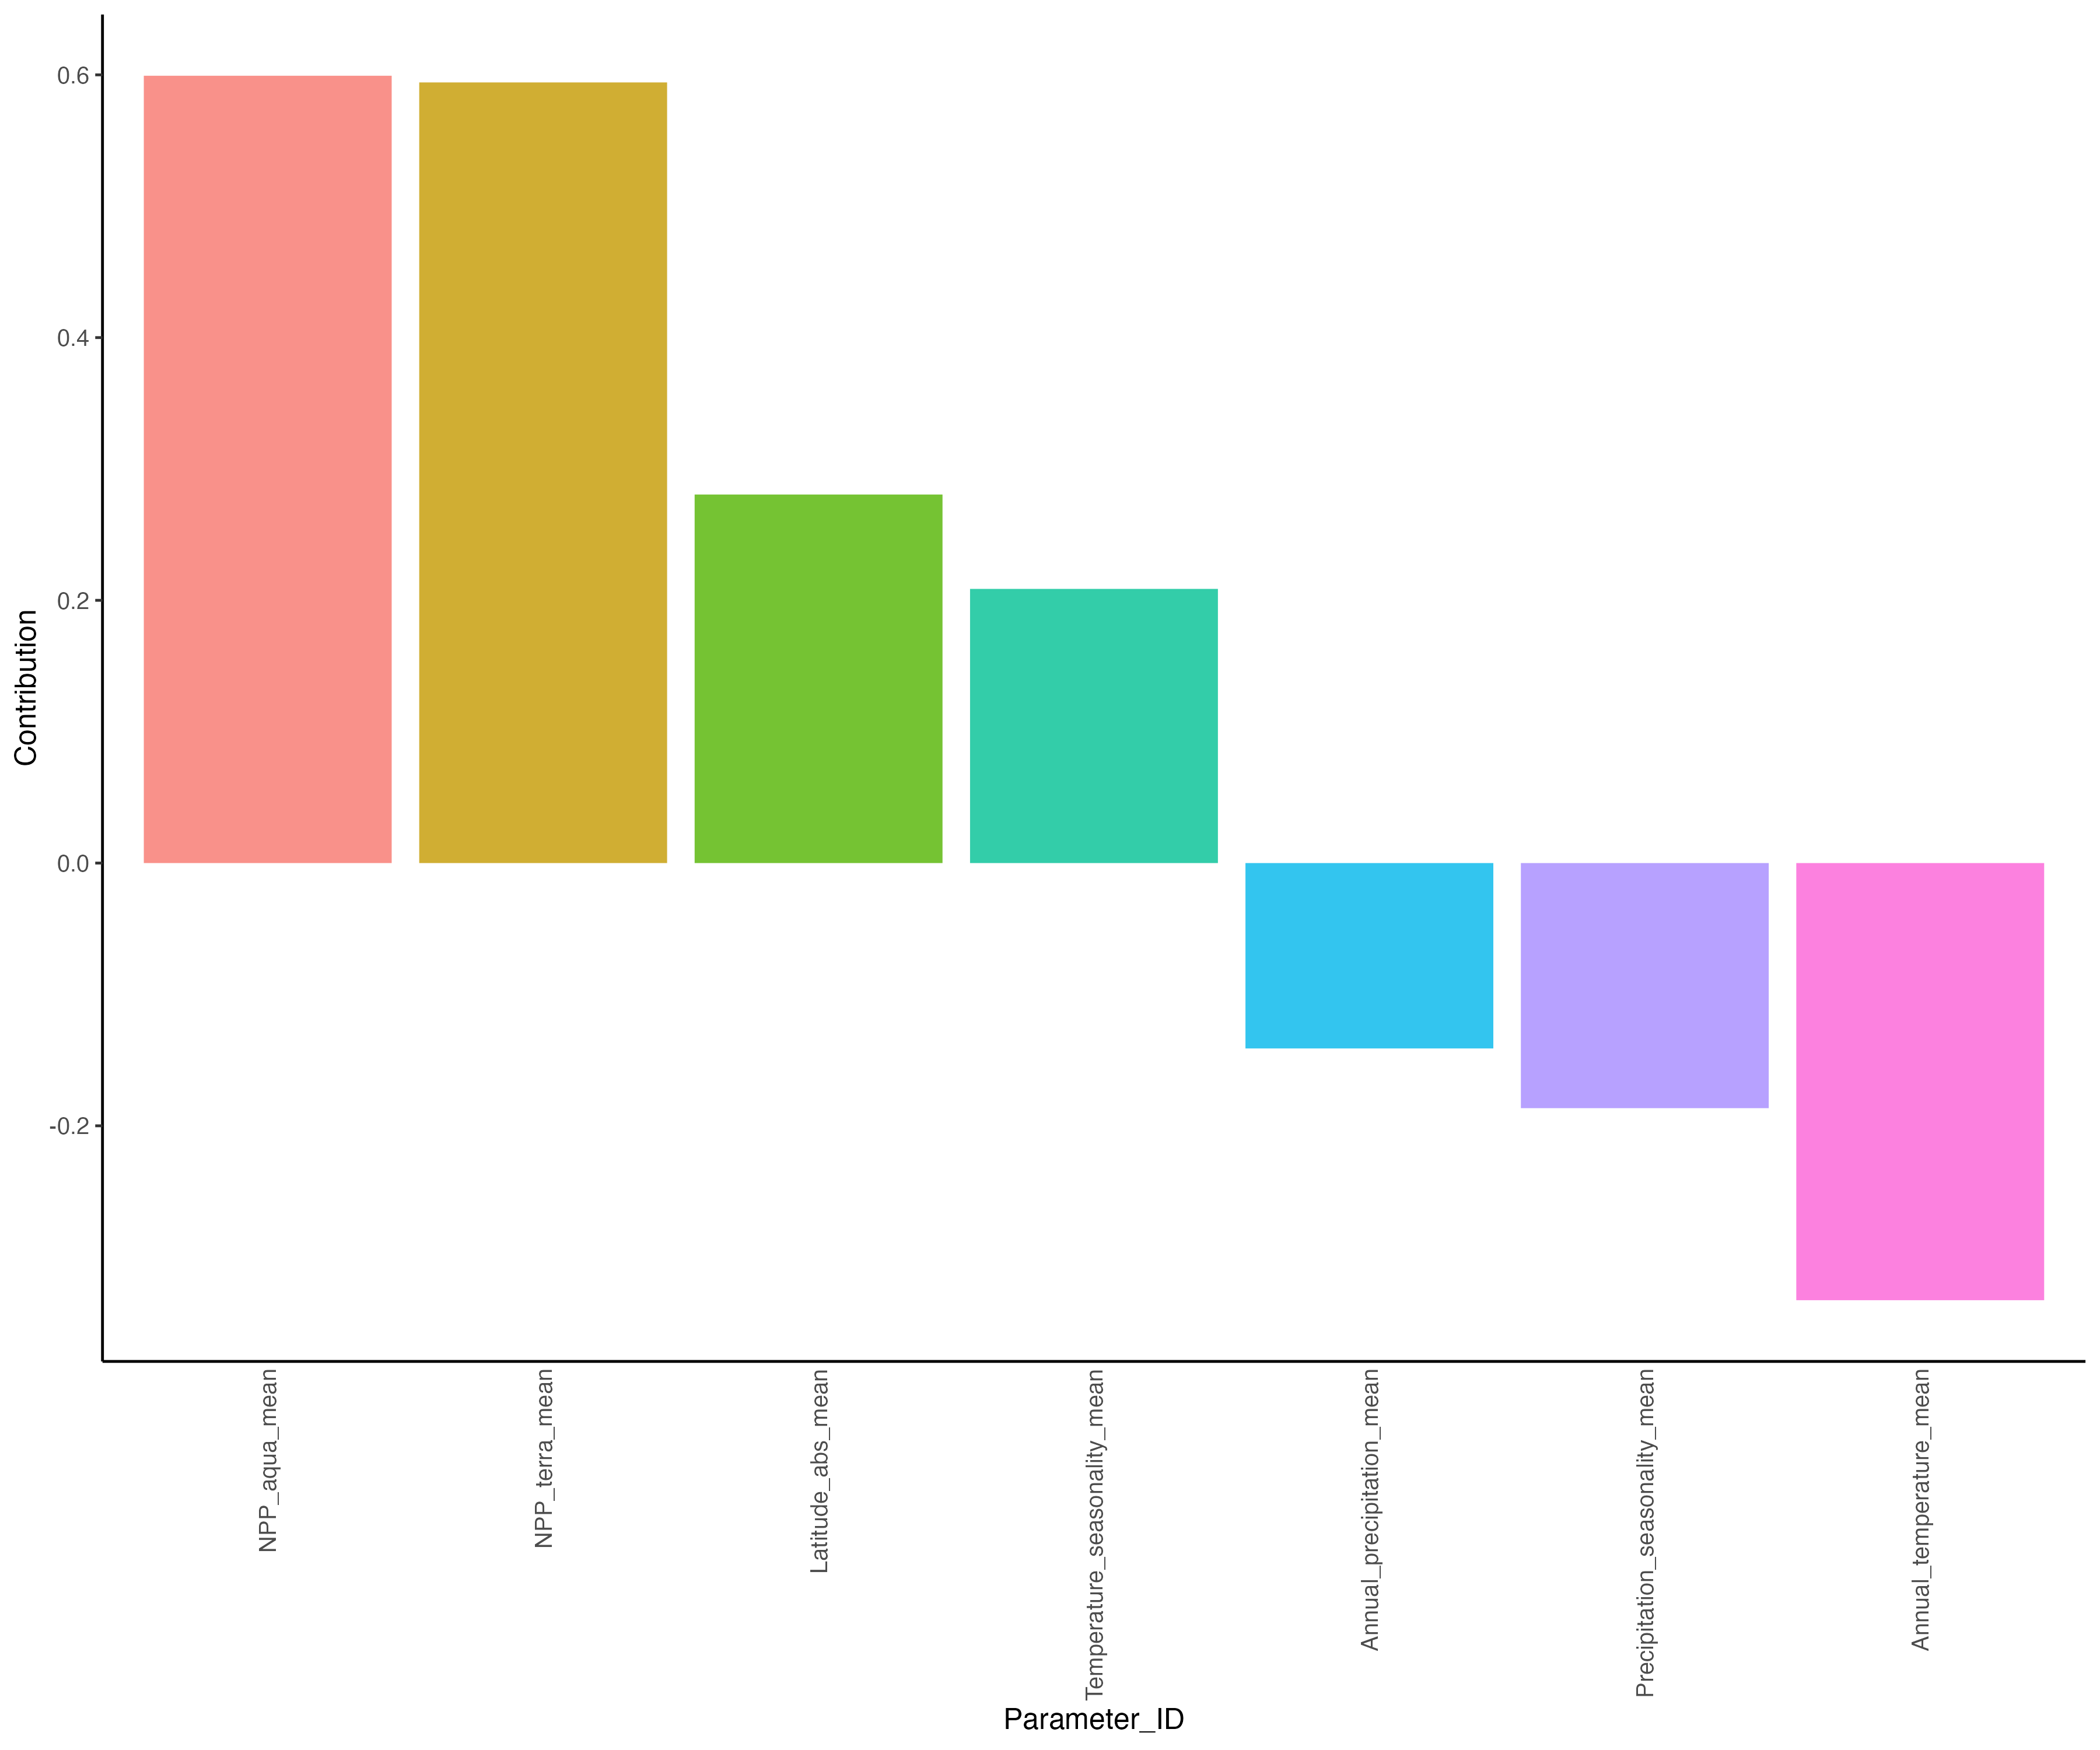 Contribution
0.6
0.4
0.2
0.0
-0.2
NPP_aqua_mean
NPP_terra_mean
Latitude_abs_mean
Temperature_seasonality_mean
Annual_precipitation_mean
Precipitation_seasonality_mean
Annual_temperature_mean
Parameter_ID